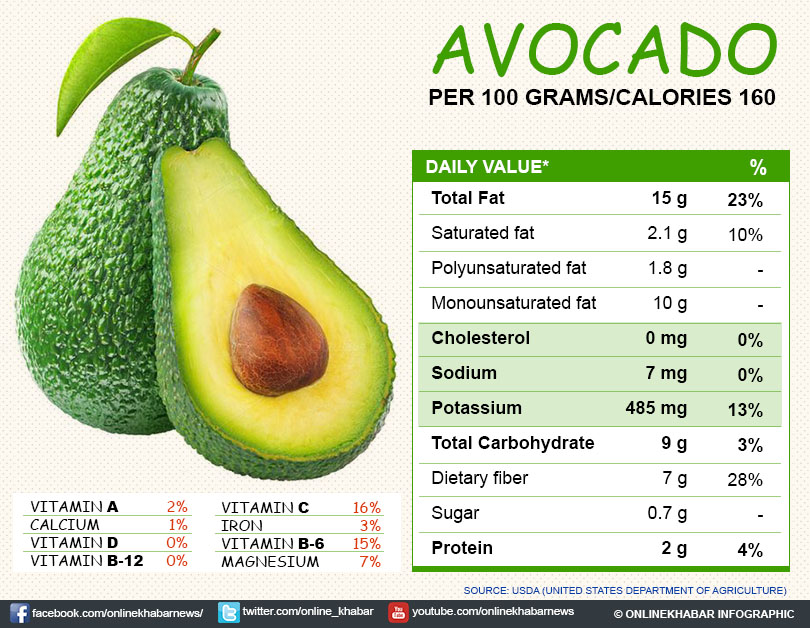 AVOCADO
PER 100 GRAMS/CALORIES 160
DAILY VALUE* %
Total Fat 15 g 23%
Saturated fat 2.1 g 10%
Polyunsaturated fat 1.8 g -
Monounsaturated fat 10 g -
Cholesterol 0 mg 0%
Sodium 7 mg 0%
Potassium 485 mg 13%
Total Carbohydrate 9 g 3%
Dietary fiber 7 g 28%
Sugar 0.7 g -
Protein 2 g 4%
VITAMIN A 2% VITAMIN C 16%
CALCIUM 1% IRON 3%
VITAMIN D 0% VITAMIN B-6 15%
VITAMIN B-12 0% MAGNESIUM 7%
SOURCE: USDA (UNITED STATES DEPARTMENT OF AGRICULTURE)
f facebook.com/onlinekhabarnews/ t twitter.com/online_khabar You Tube youtube.com/onlinekhabarnews © ONLINEKHABAR INFOGRAPHIC